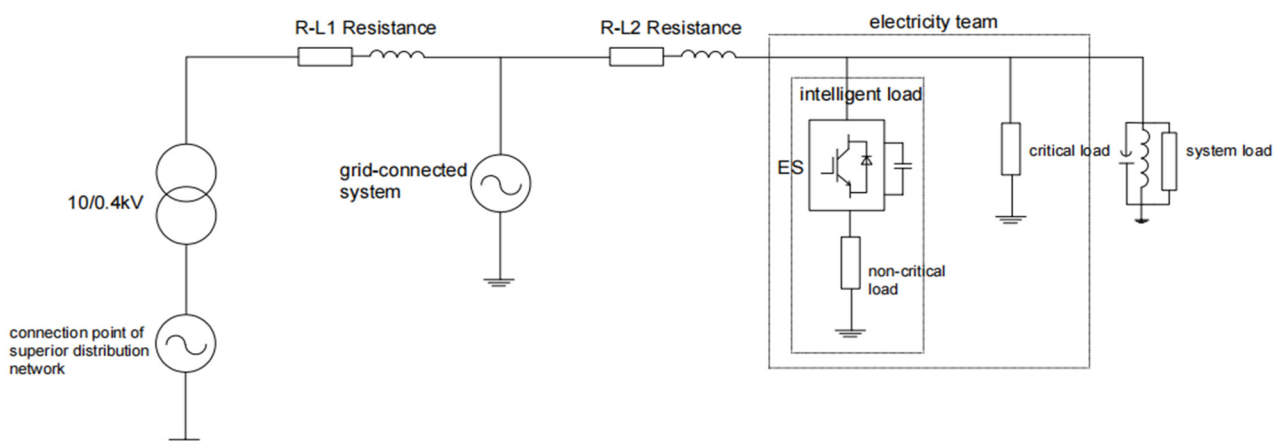 electricity team
R-L1 Resistance
R-L2 Resistance
intelligent load
ES
critical load
system load
grid-connected
system
10/0.4kV
non-critical
load
connection point of
superior distribution
network